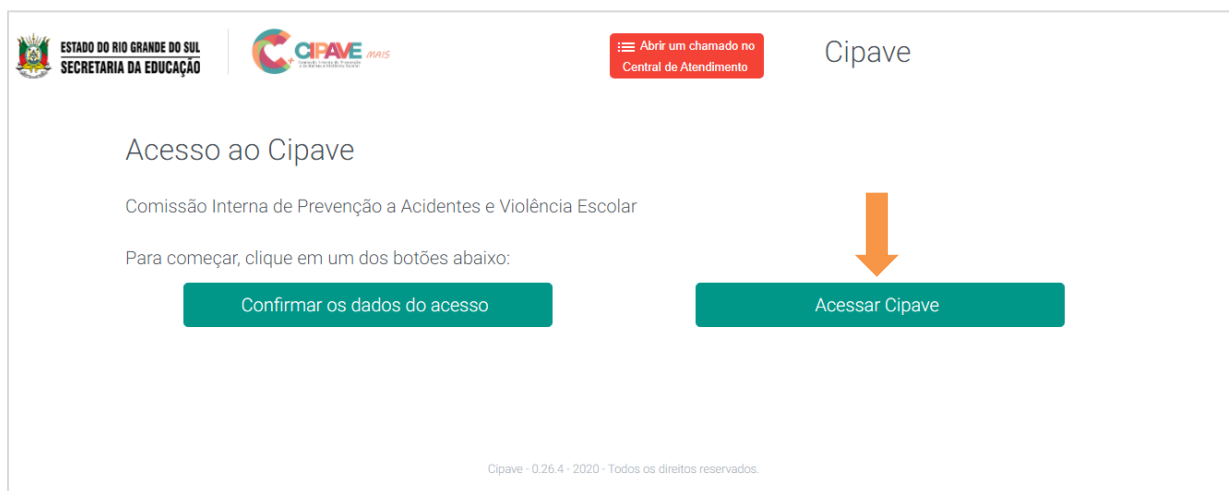 ESTADO DO RIO GRANDE DO SUL
SECRETARIA DA EDUCAÇÃO
CIPAVE MAIS
Abrir um chamado no
Central de Atendimento
Cipave
Acesso ao Cipave
Comissão Interna de Prevenção a Acidentes e Violência Escolar
Para começar, clique em um dos botões abaixo:
Confirmar os dados do acesso
Acessar Cipave
Cipave - 0.26.4 - 2020 - Todos os direitos reservados.